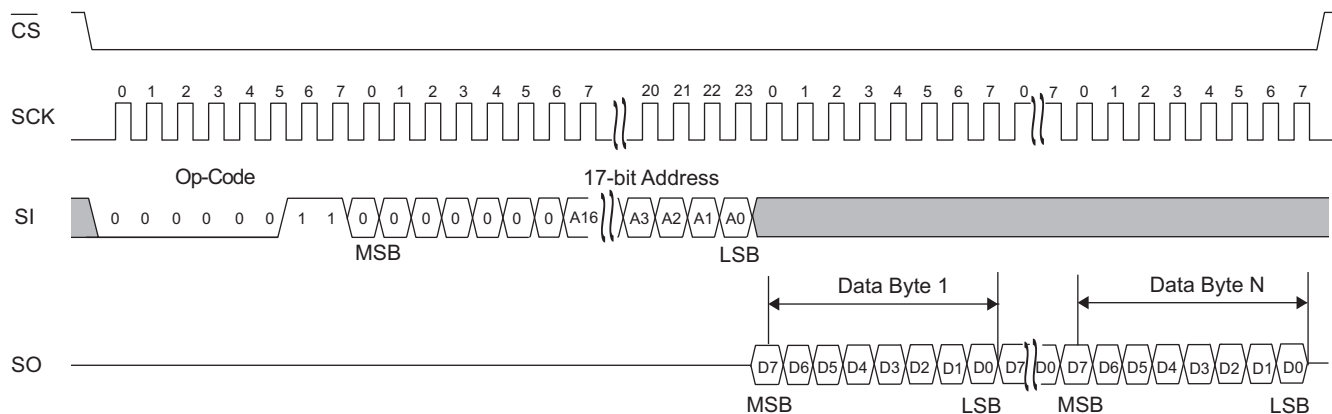 CS
0 1 2 3 4 5 6 7 0 1 2 3 4 5 6 7 20 21 22 23 0 1 2 3 4 5 6 7 0 7 0 1 2 3 4 5 6 7
SCK
Op-Code 17-bit Address
SI 0 0 0 0 0 0 1 1 0 0 0 0 0 0 0 A16 A3 A2 A1 A0
MSB LSB
Data Byte 1 Data Byte N
SO D7 D6 D5 D4 D3 D2 D1 D0 D7 D0 D7 D6 D5 D4 D3 D2 D1 D0
MSB LSB MSB LSB